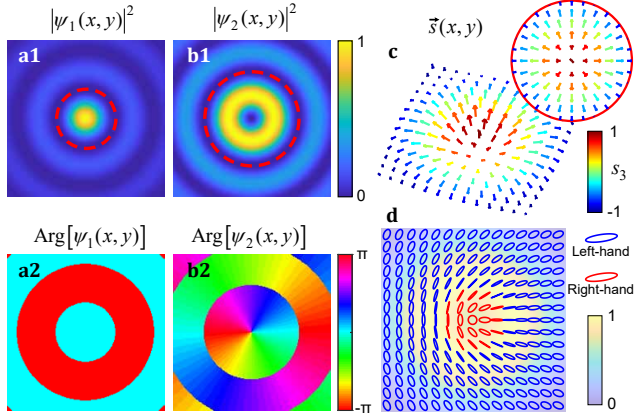 |ψ₁(x, y)|²
|ψ₂(x, y)|²
s⃗(x, y)
a1
b1
1
0
c
1
s₃
-1
Arg[ψ₁(x, y)]
Arg[ψ₂(x, y)]
a2
b2
π
-π
d
Left-hand
Right-hand
1
0